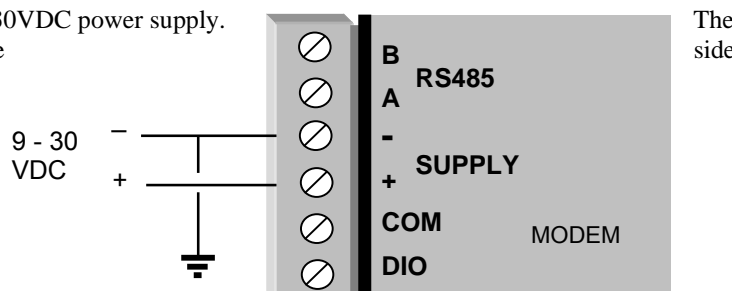 30VDC power supply.
e
The
side
B
RS485
A
9 - 30
VDC
–
-
SUPPLY
+
+
COM
MODEM
DIO